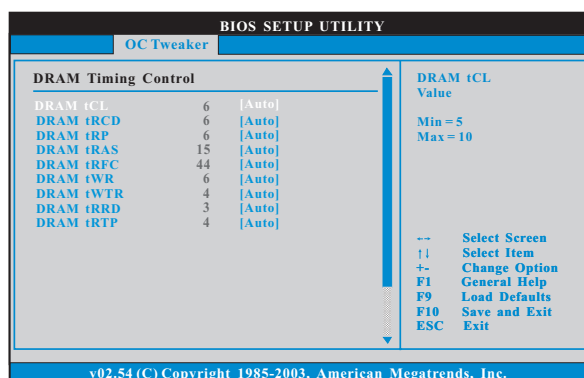 BIOS SETUP UTILITY
OC Tweaker
DRAM Timing Control
DRAM tCL 6 [Auto]
DRAM tRCD 6 [Auto]
DRAM tRP 6 [Auto]
DRAM tRAS 15 [Auto]
DRAM tRFC 44 [Auto]
DRAM tWR 6 [Auto]
DRAM tWTR 4 [Auto]
DRAM tRRD 3 [Auto]
DRAM tRTP 4 [Auto]
DRAM tCL
Value
Min = 5
Max = 10
←→ Select Screen
↑↓ Select Item
+- Change Option
F1 General Help
F9 Load Defaults
F10 Save and Exit
ESC Exit
v02.54 (C) Copyright 1985-2003, American Megatrends, Inc.